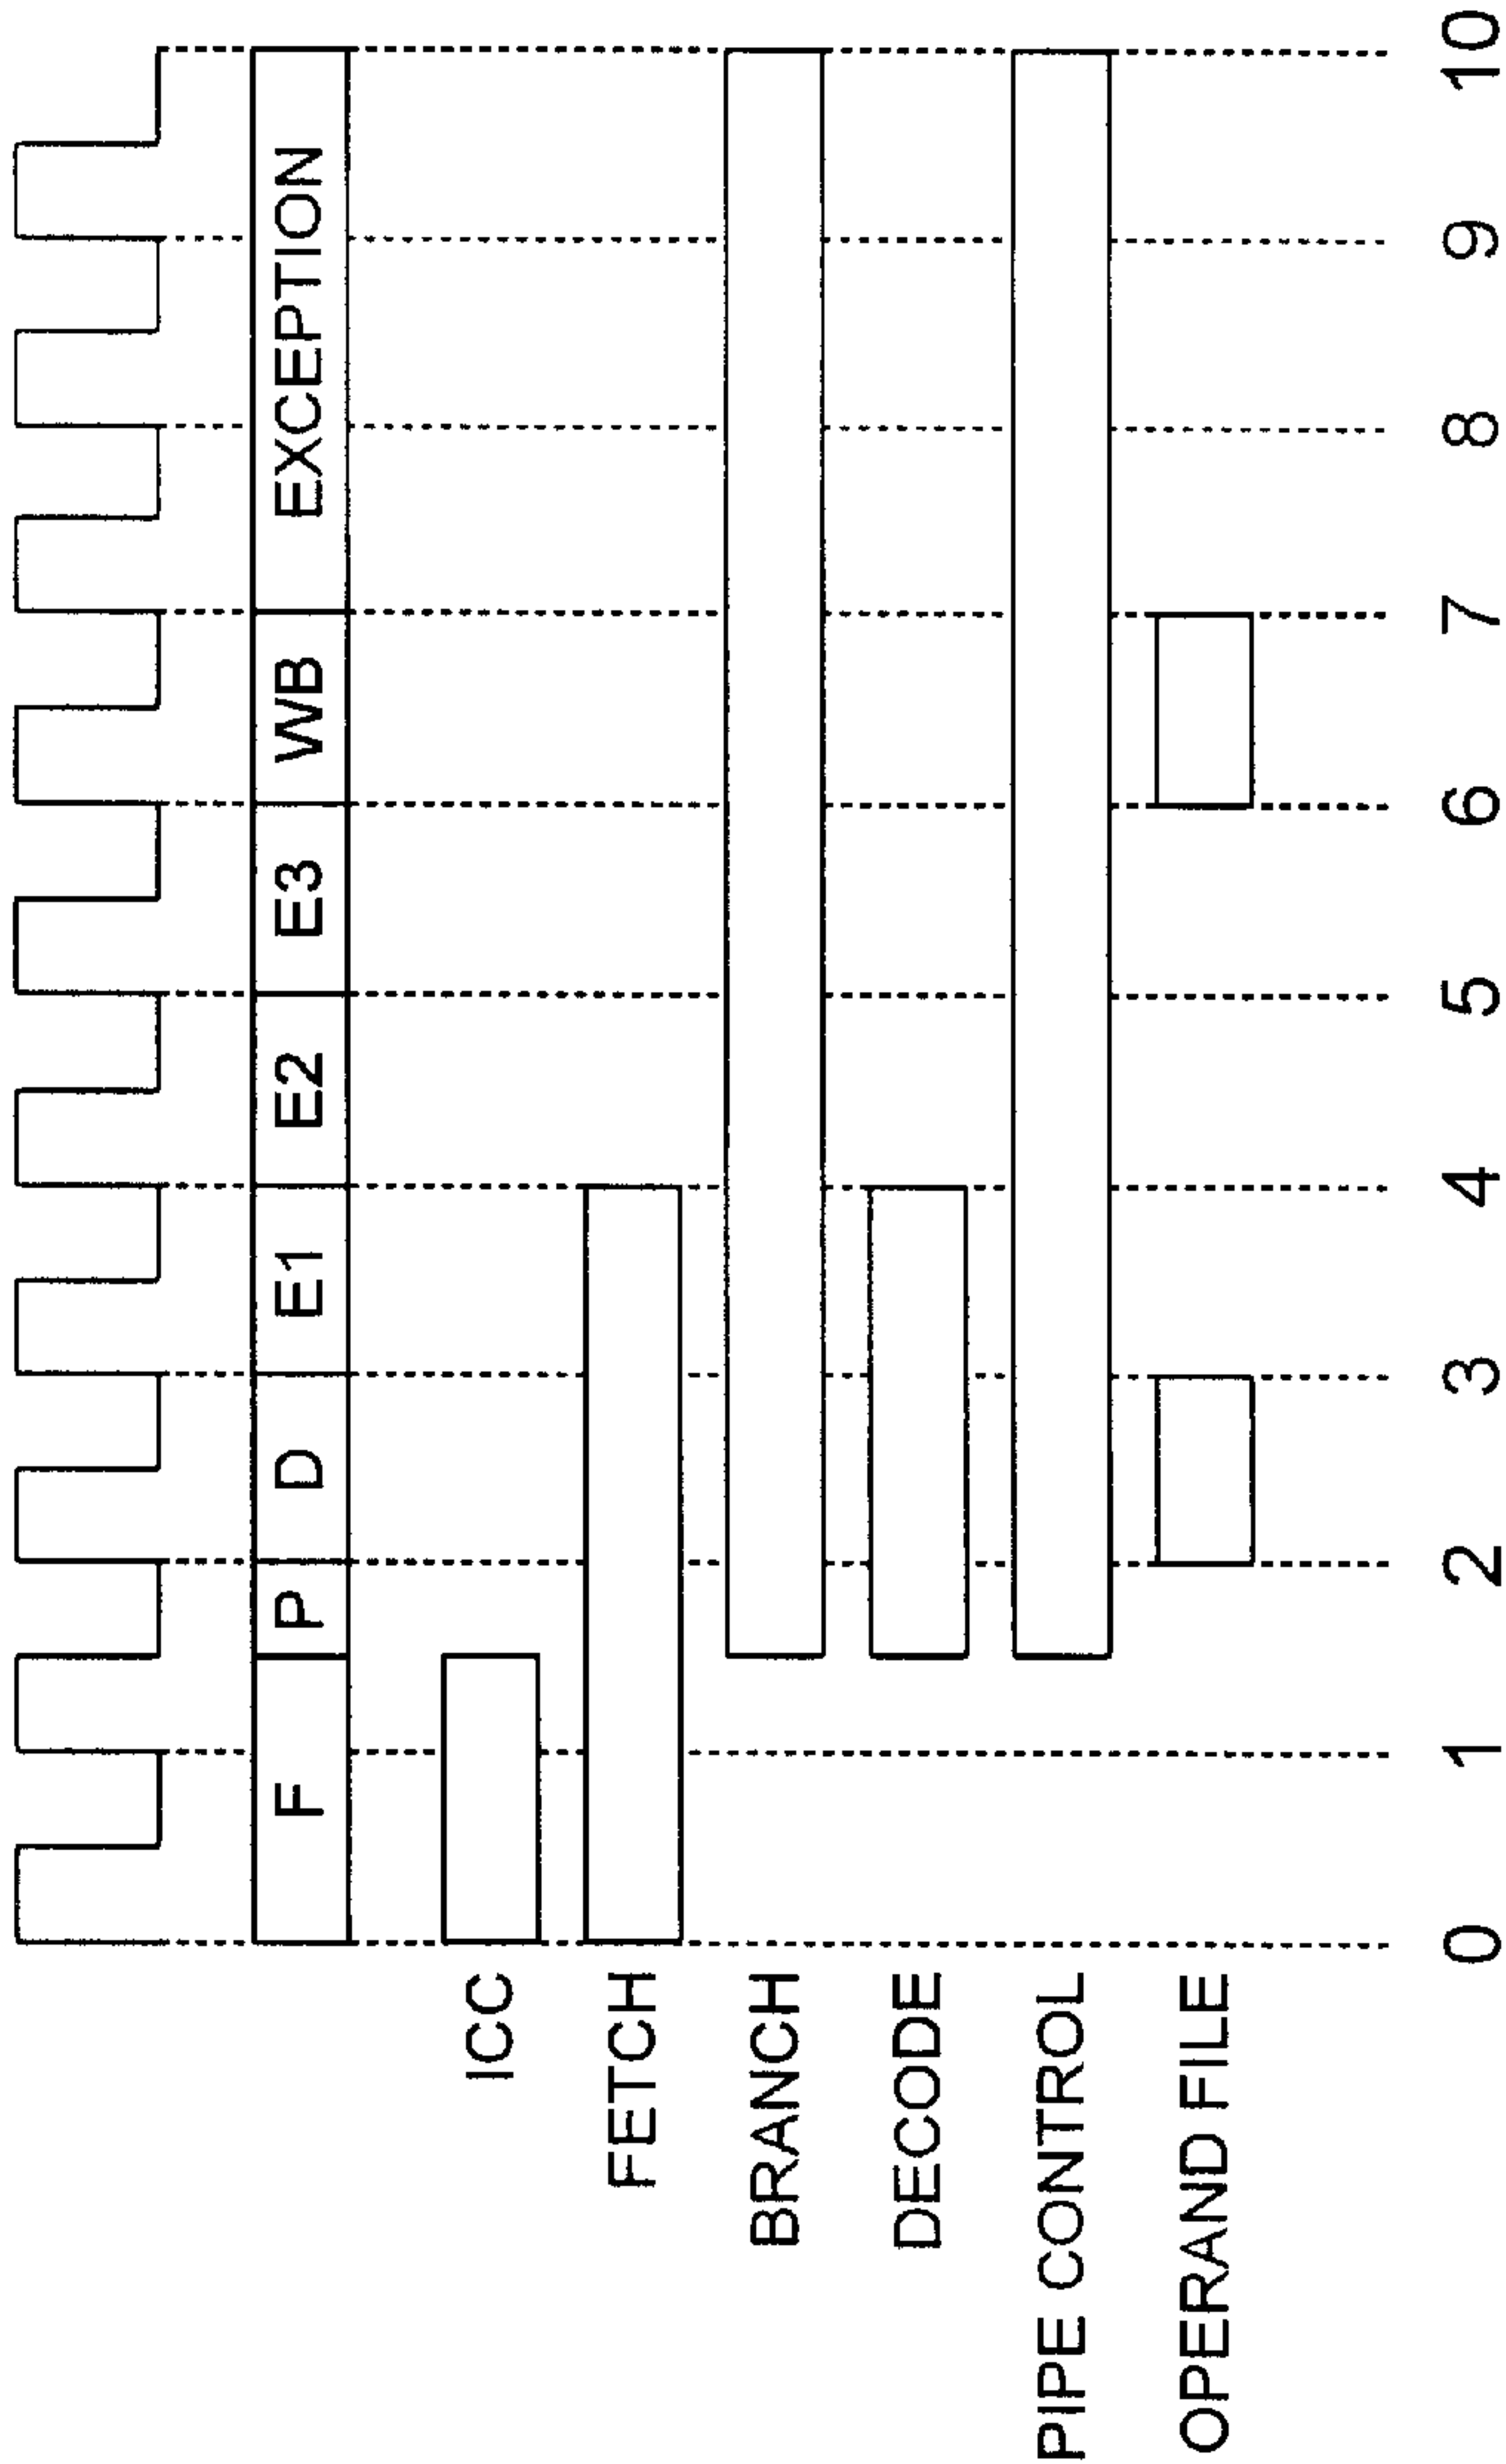 F P D E1 E2 E3 WB EXCEPTION
ICC
FETCH
BRANCH
DECODE
PIPE CONTROL
OPERAND FILE
0 1 2 3 4 5 6 7 8 9 10